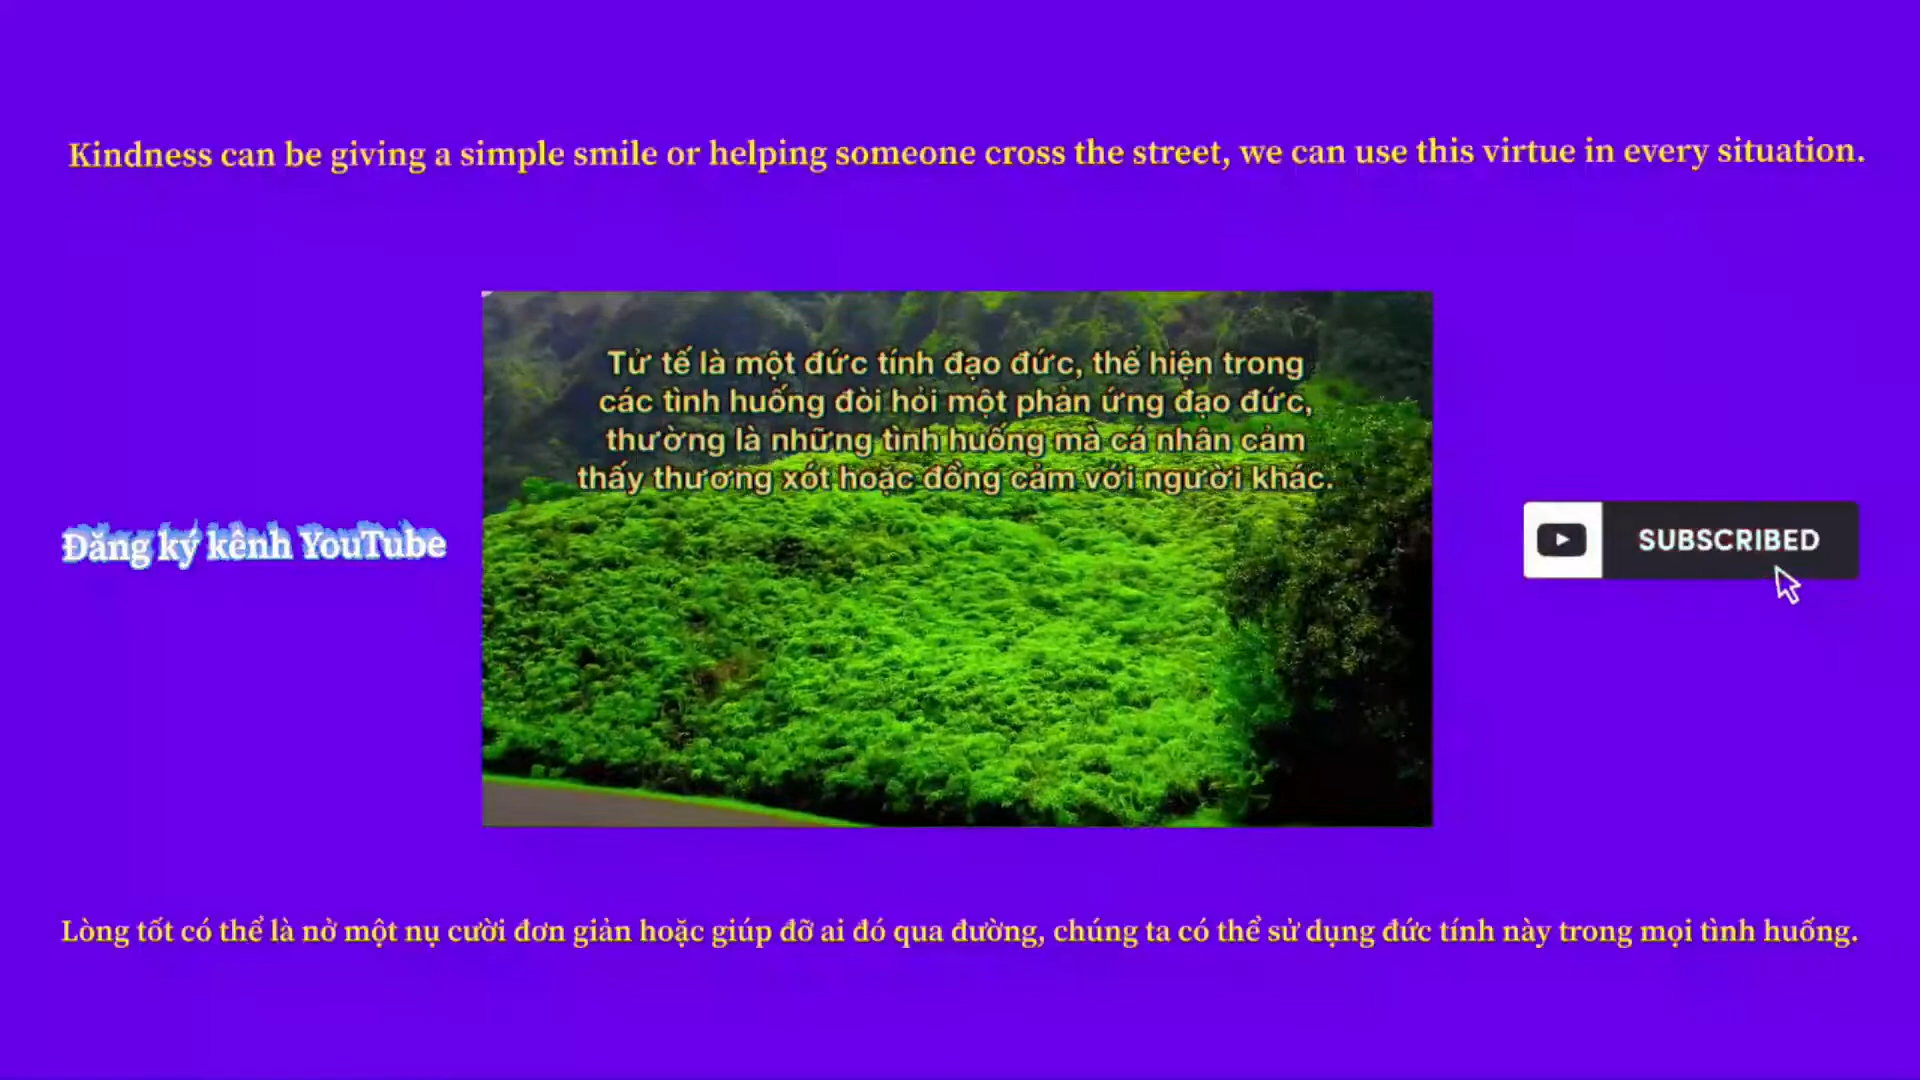 Kindness can be giving a simple smile or helping someone cross the street, we can use this virtue in every situation.
Tử tế là một đức tính đạo đức, thể hiện trong
các tình huống đòi hỏi một phản ứng đạo đức,
thường là những tình huống mà cá nhân cảm
thấy thương xót hoặc đồng cảm với người khác.
Đăng ký kênh YouTube
SUBSCRIBED
Lòng tốt có thể là nở một nụ cười đơn giản hoặc giúp đỡ ai đó qua đường, chúng ta có thể sử dụng đức tính này trong mọi tình huống.